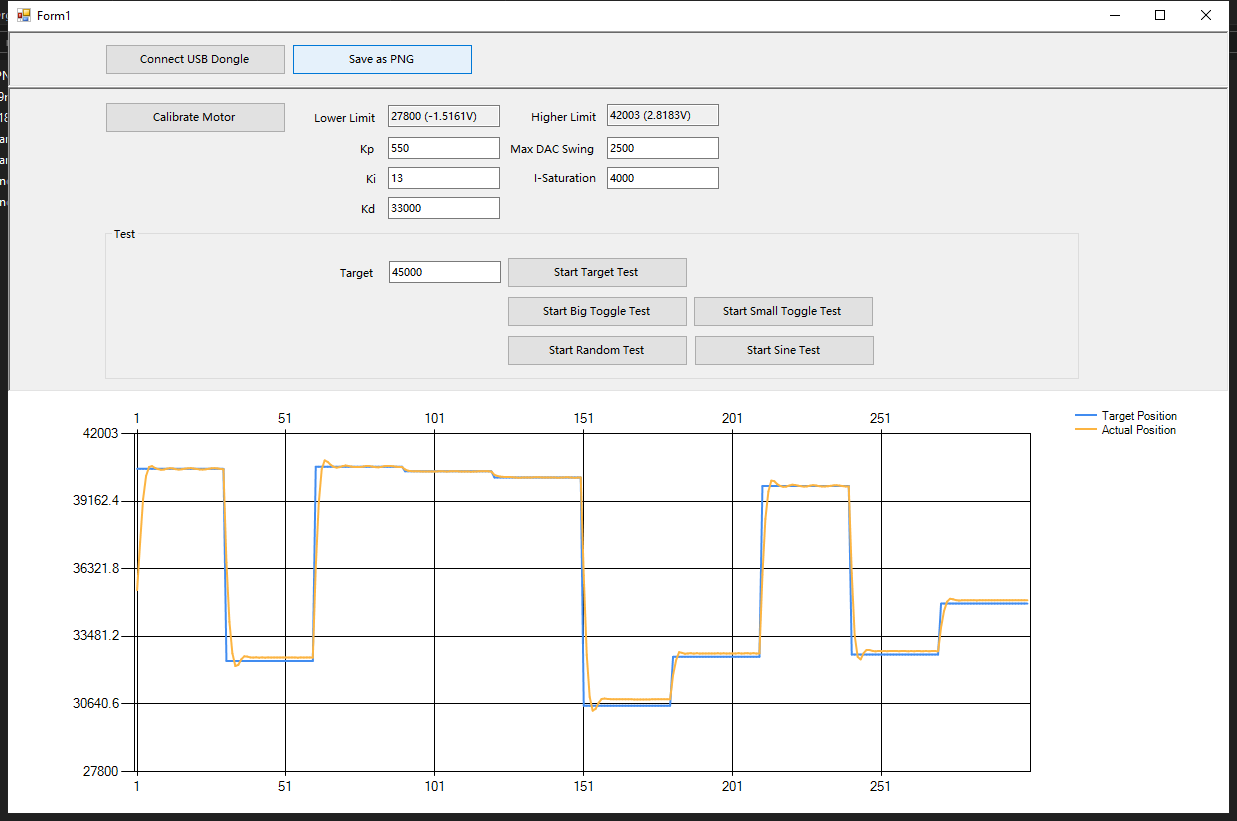 Form1
Connect USB Dongle Save as PNG
Calibrate Motor Lower Limit 27800 (-1.5161V) Higher Limit 42003 (2.8183V)
Kp 550 Max DAC Swing 2500
Ki 13 I-Saturation 4000
Kd 33000
Test
Target 45000 Start Target Test
Start Big Toggle Test Start Small Toggle Test
Start Random Test Start Sine Test
1 51 101 151 201 251
Target Position
Actual Position
42003
39162.4
36321.8
33481.2
30640.6
27800
1 51 101 151 201 251